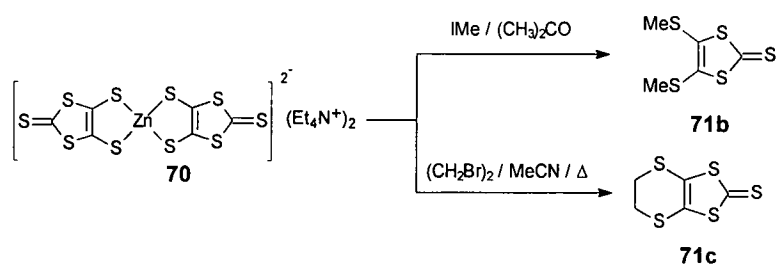 IMe / (CH₃)₂CO
MeS
MeS
S
S
S
71b
S
S
S
S
S
Zn
S
S
S
S
S
2-
(Et₄N⁺)₂
70
(CH₂Br)₂ / MeCN / Δ
S
S
S
S
S
71c